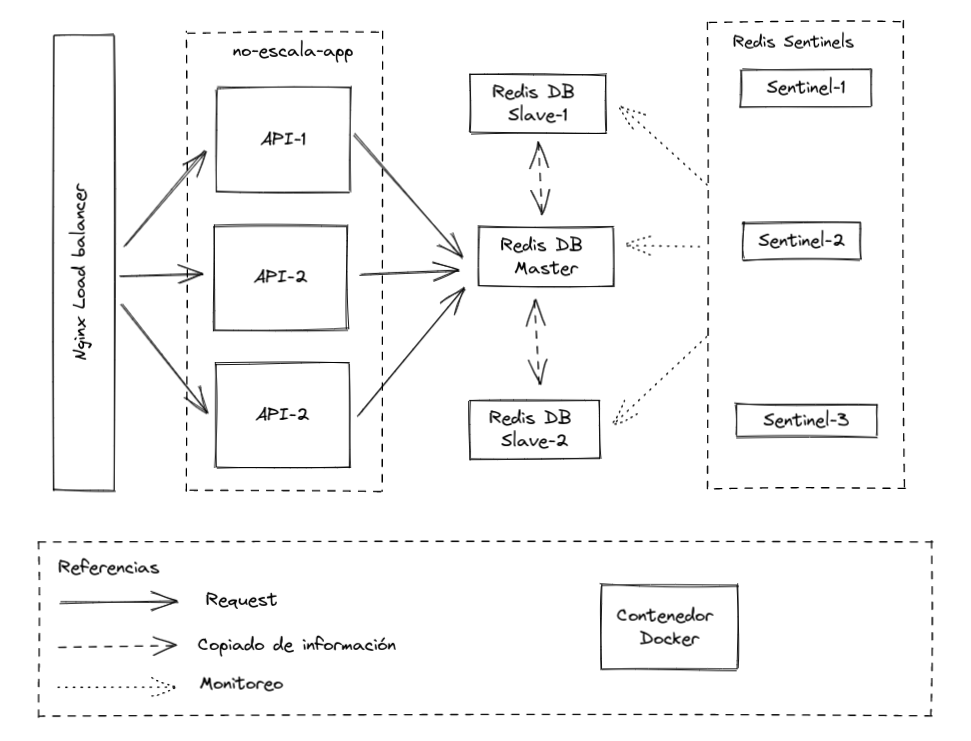 Nginx Load balancer
no-escala-app
API-1
API-2
API-2
Redis DB
Slave-1
Redis DB
Master
Redis DB
Slave-2
Redis Sentinels
Sentinel-1
Sentinel-2
Sentinel-3
Referencias
Request
Copiado de información
Monitoreo
Contenedor
Docker